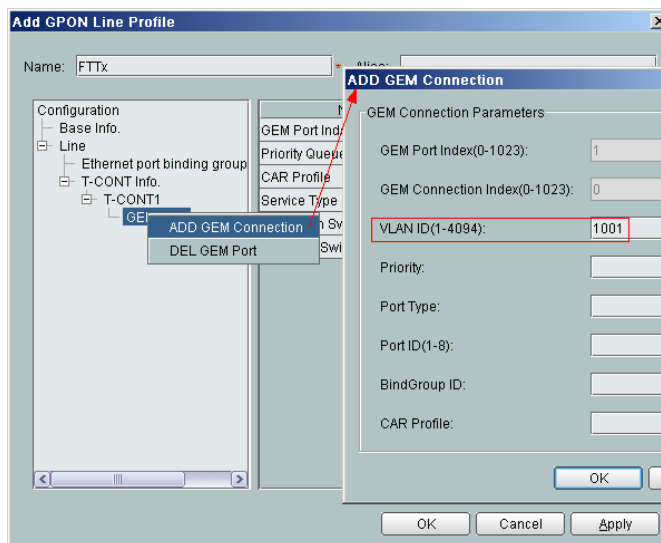 Add GPON Line Profile
Name: FTTx *
ADD GEM Connection
Configuration
Base Info.
Line
Ethernet port binding group
T-CONT Info.
T-CONT1
ADD GEM Connection
DEL GEM Port
GEM Port
Priority Queue
CAR Profile
Service Type
GEM Connection Parameters
GEM Port Index(0-1023): 1
GEM Connection Index(0-1023): 0
VLAN ID(1-4094): 1001
Priority:
Port Type:
Port ID(1-8):
BindGroup ID:
CAR Profile:
OK
OK Cancel Apply